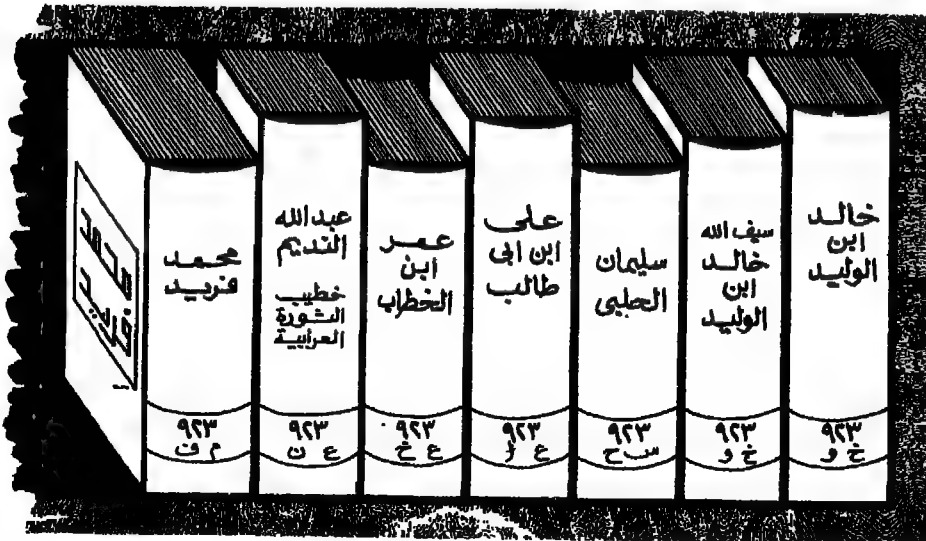 خالد
ابن
الوليد
٩٢٣
خ و
سيف الله
خالد
ابن
الوليد
٩٢٣
خ و
سليمان
الحلبى
٩٢٣
س ح
على
ابن ابى
طالب
٩٢٣
ع أ
عمر
ابن
الخطاب
٩٢٣
ع خ
عبدالله
النديم
خطيب
الثورة
العرابية
٩٢٣
ع ن
محمد
فريد
٩٢٣
م ف
محمد
فريد